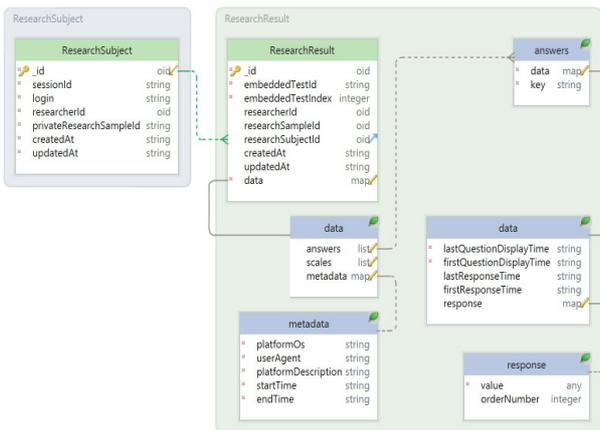 ResearchSubject
ResearchSubject
_id oid
sessionId string
login string
researcherId oid
privateResearchSampleId string
createdAt string
updatedAt string
ResearchResult
ResearchResult
_id oid
embeddedTestId string
embeddedTestIndex integer
researcherId oid
researchSampleId oid
researchSubjectId oid
createdAt string
updatedAt string
data map
answers
data map
key string
data
answers list
scales list
metadata map
data
lastQuestionDisplayTime string
firstQuestionDisplayTime string
lastResponseTime string
firstResponseTime string
response map
metadata
platformOs string
userAgent string
platformDescription string
startTime string
endTime string
response
value any
orderNumber integer